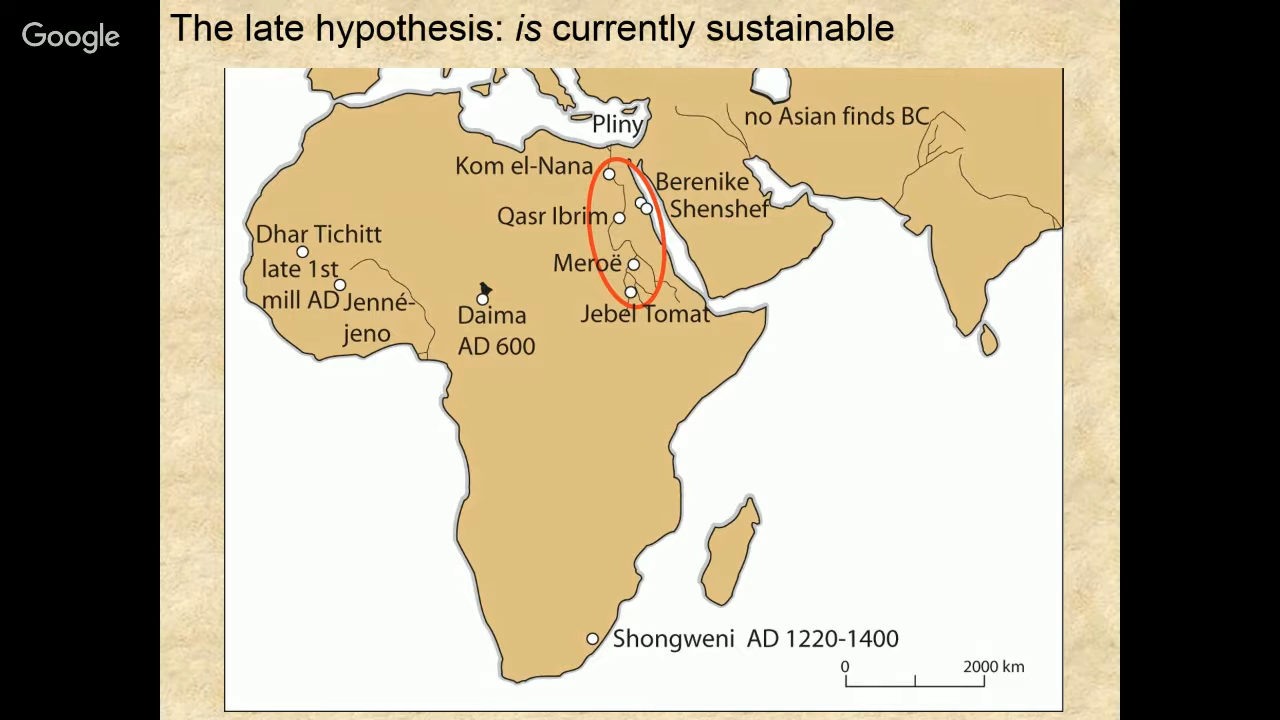 Google
The late hypothesis: is currently sustainable
no Asian finds BC
Pliny
Kom el-Nana
Berenike
Shenshef
Qasr Ibrim
Dhar Tichitt
late 1st
mill AD
Jenné-
jeno
Meroë
Daima
AD 600
Jebel Tomat
Shongweni AD 1220-1400
0 2000 km